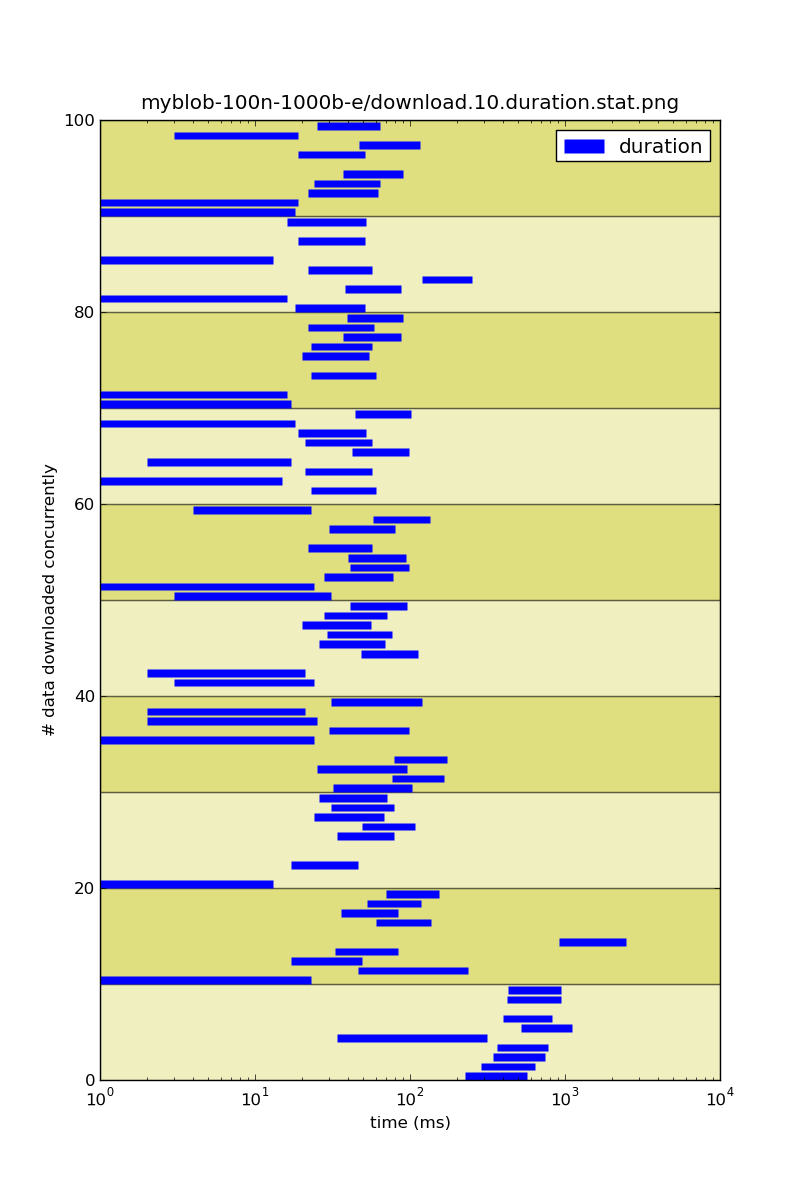 myblob-100n-1000b-e/download.10.duration.stat.png
duration
100
80
60
40
20
0
# data downloaded concurrently
10^0 10^1 10^2 10^3 10^4
time (ms)